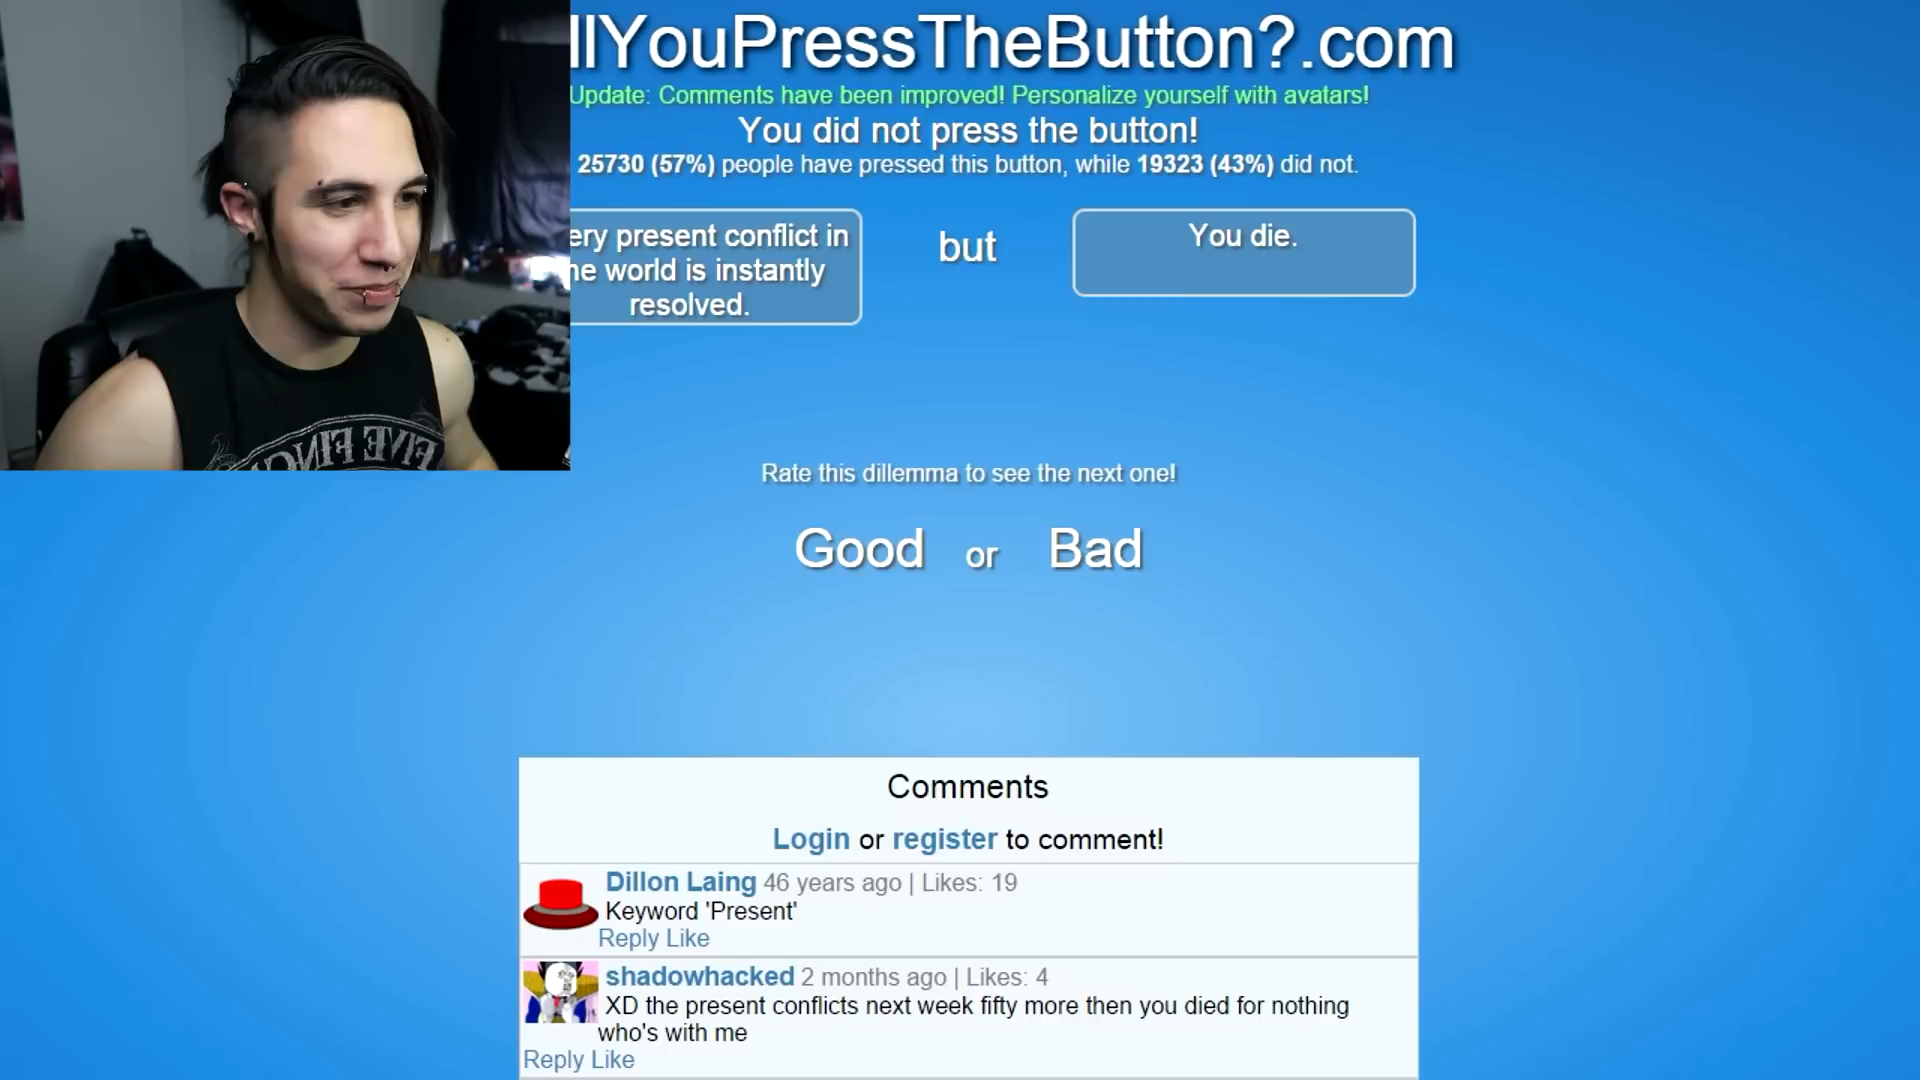 llYouPressTheButton?.com
Update: Comments have been improved! Personalize yourself with avatars!
You did not press the button!
25730 (57%) people have pressed this button, while 19323 (43%) did not.
ery present conflict in
he world is instantly
resolved.
but
You die.
FIVE FING
Rate this dillemma to see the next one!
Good or Bad
Comments
Login or register to comment!
Dillon Laing 46 years ago | Likes: 19
Keyword 'Present'
Reply Like
shadowhacked 2 months ago | Likes: 4
XD the present conflicts next week fifty more then you died for nothing
who's with me
Reply Like